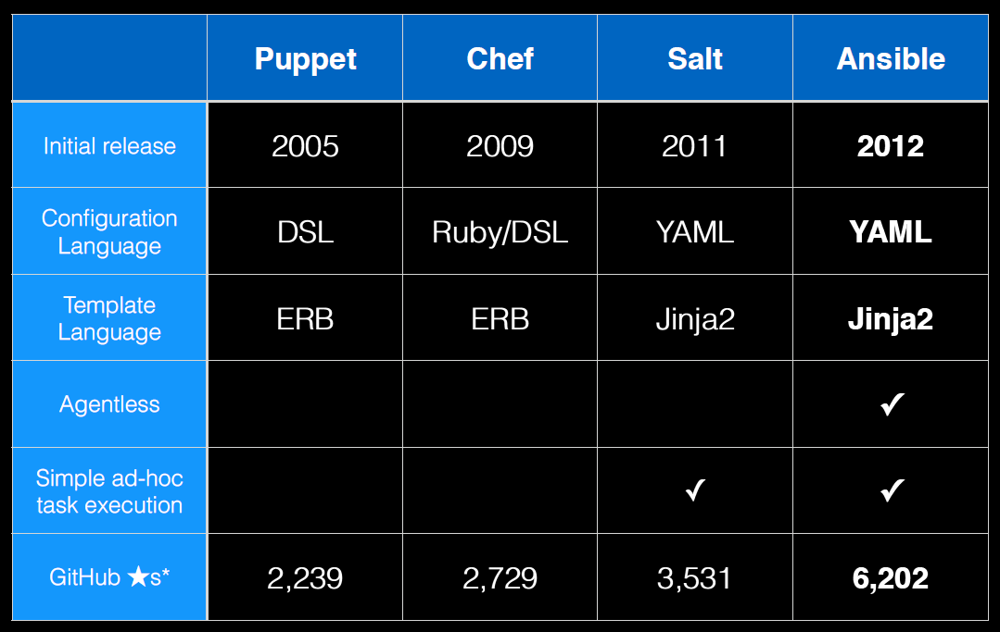 Puppet Chef Salt Ansible
Initial release 2005 2009 2011 2012
Configuration
Language DSL Ruby/DSL YAML YAML
Template
Language ERB ERB Jinja2 Jinja2
Agentless ✓
Simple ad-hoc
task execution ✓ ✓
GitHub ★s* 2,239 2,729 3,531 6,202